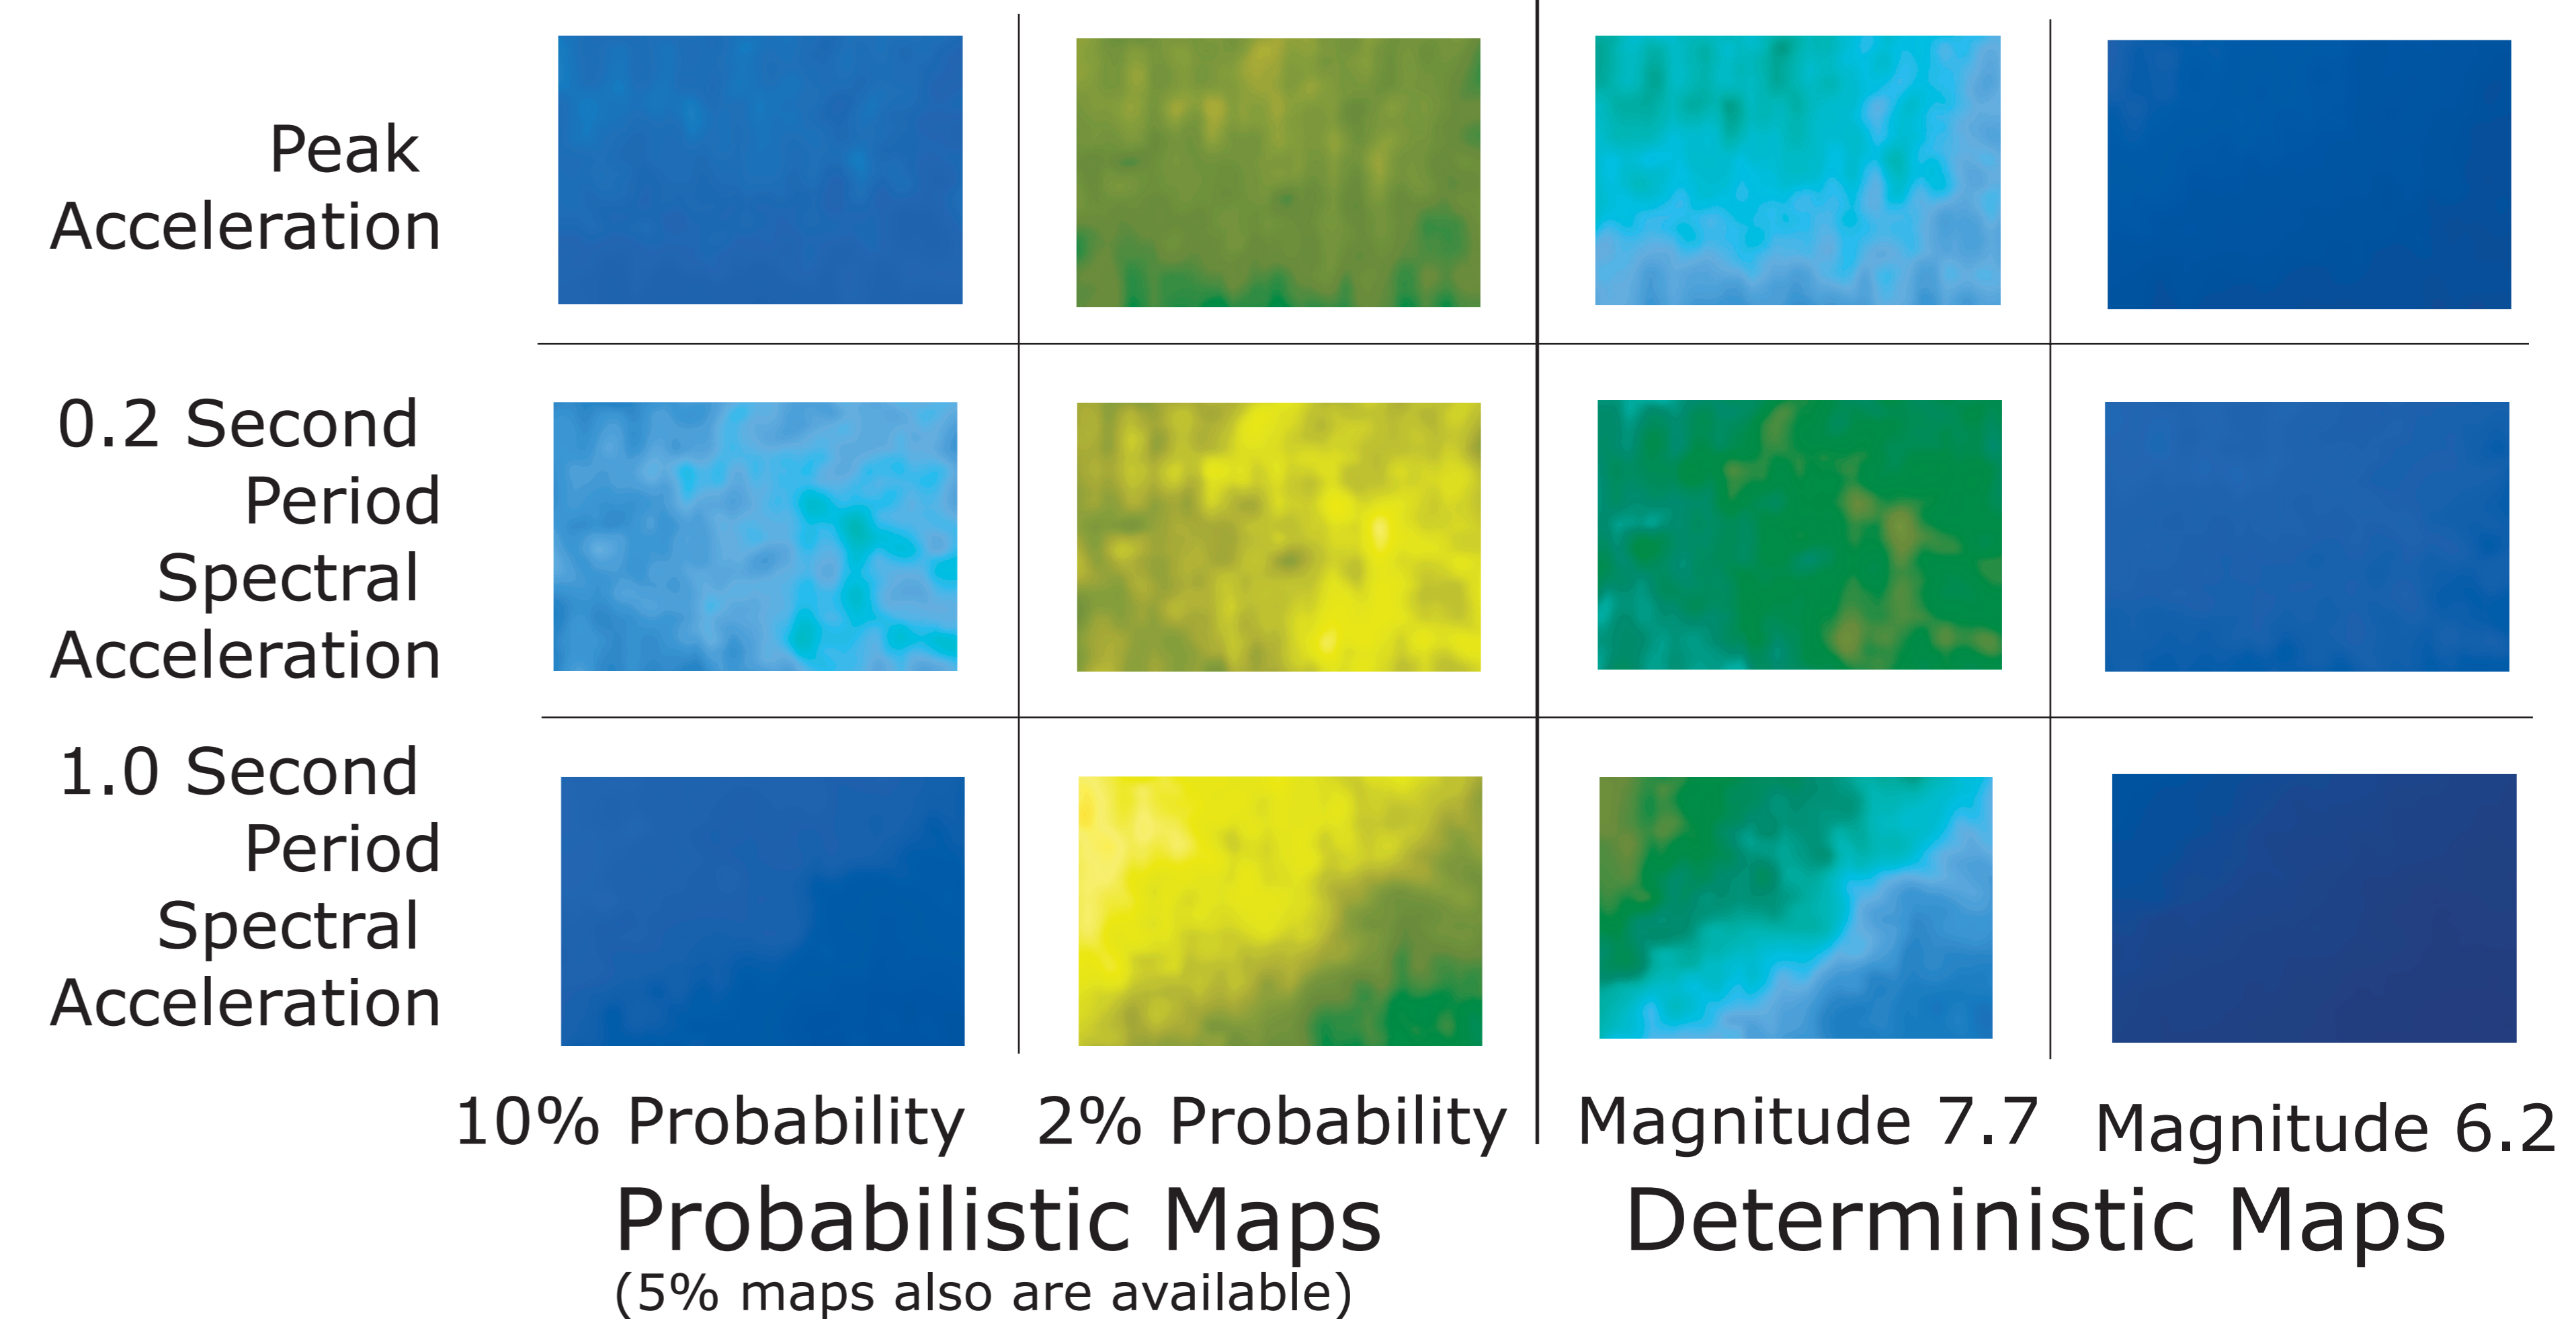 Peak
Acceleration
0.2 Second
Period
Spectral
Acceleration
1.0 Second
Period
Spectral
Acceleration
10% Probability
2% Probability
Magnitude 7.7
Magnitude 6.2
Probabilistic Maps
Deterministic Maps
(5% maps also are available)